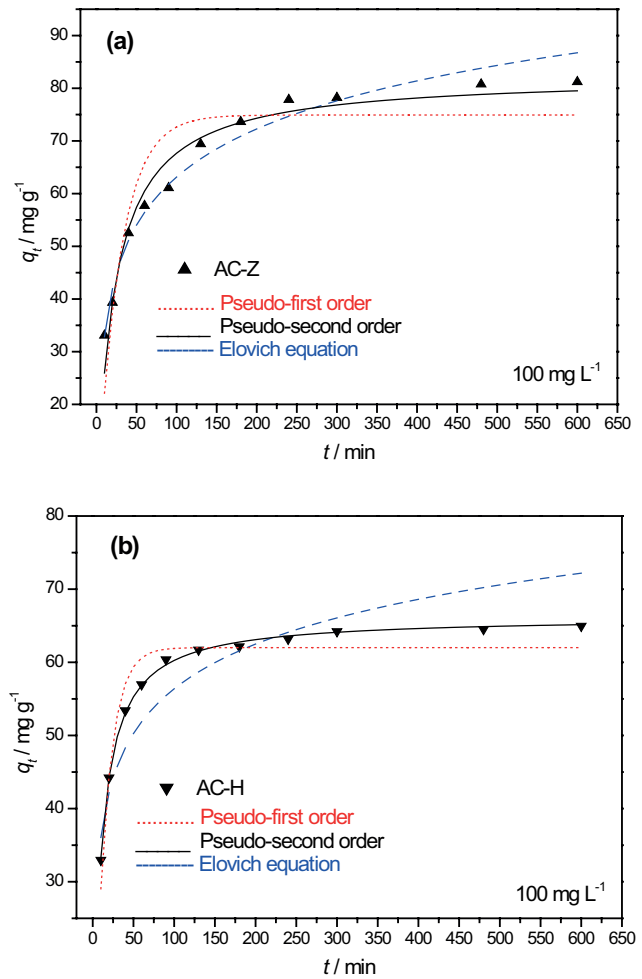 (a)
90
80
70
60
50
40
30
20
q_t / mg g⁻¹
AC-Z
Pseudo-first order
Pseudo-second order
Elovich equation
100 mg L⁻¹
0 50 100 150 200 250 300 350 400 450 500 550 600 650
t / min
(b)
80
70
60
50
40
30
q_t / mg g⁻¹
AC-H
Pseudo-first order
Pseudo-second order
Elovich equation
100 mg L⁻¹
0 50 100 150 200 250 300 350 400 450 500 550 600 650
t / min